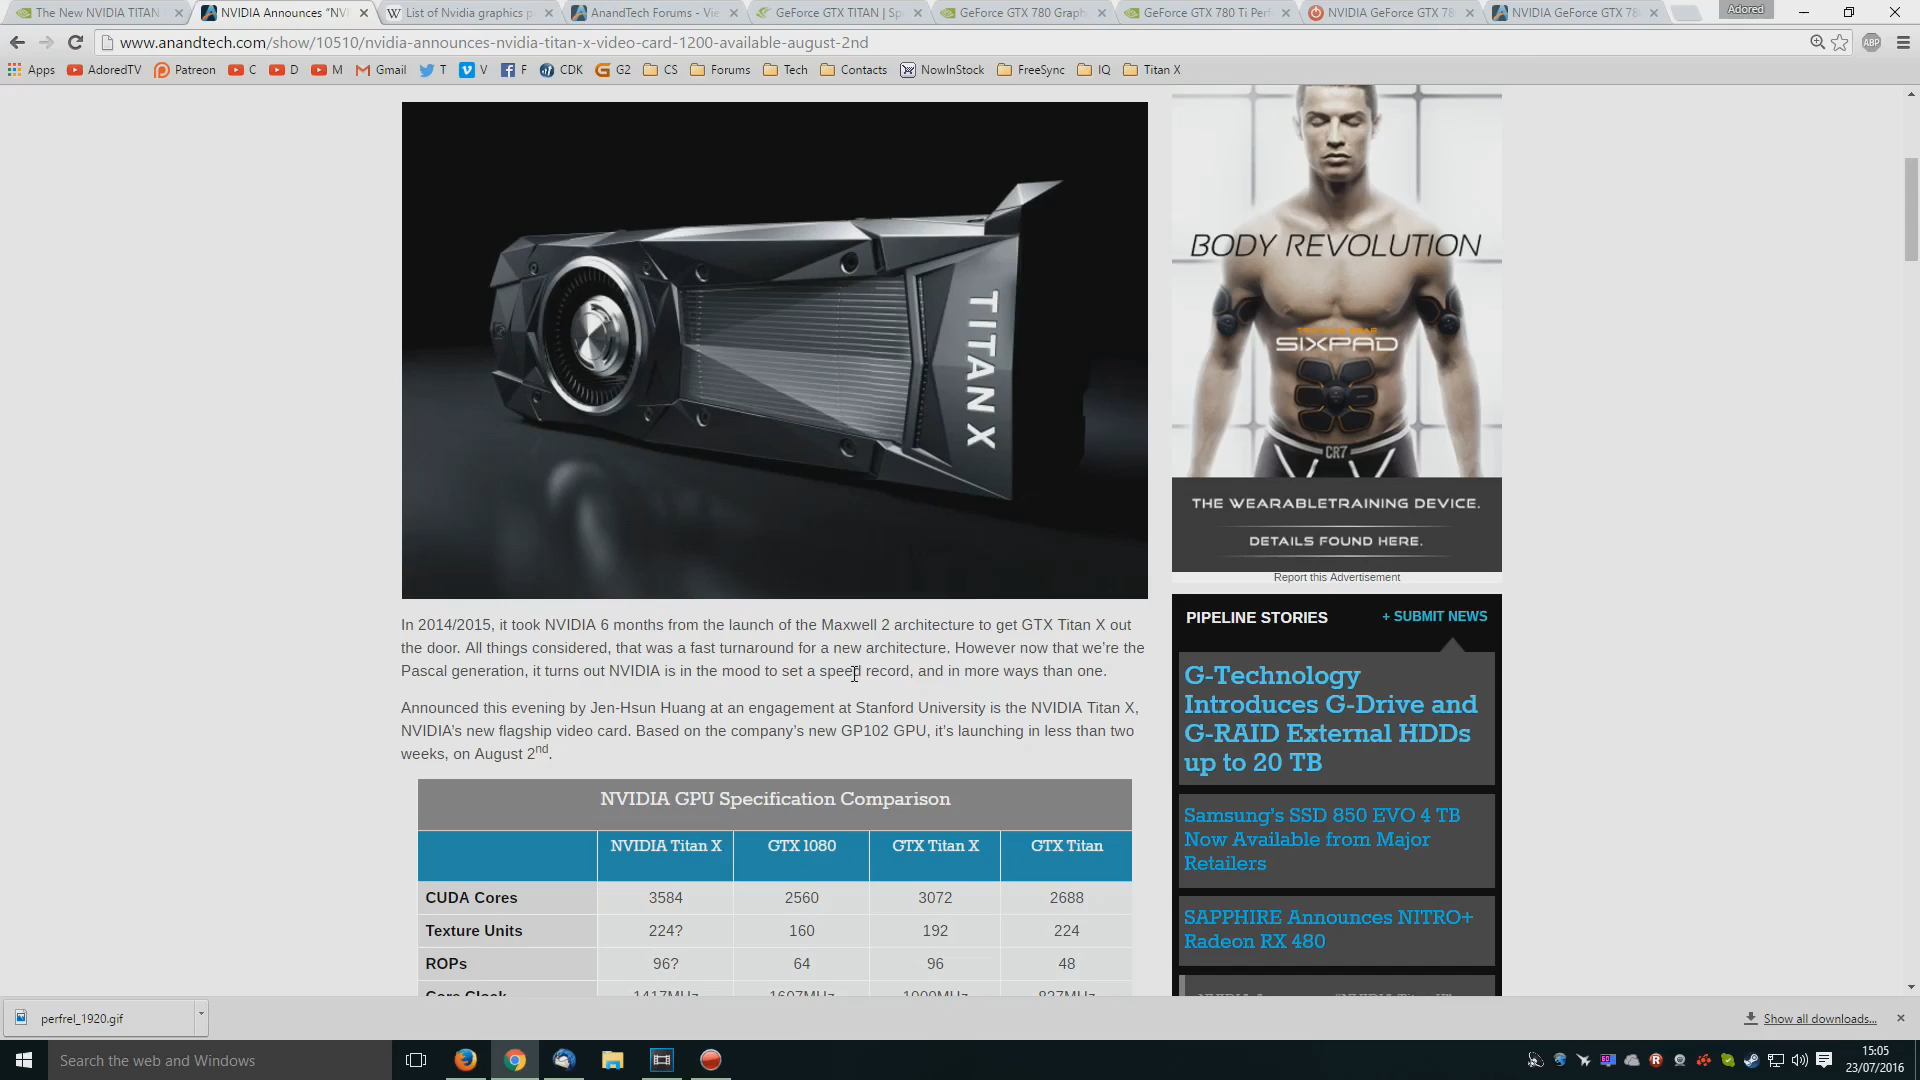 The New NVIDIA TITAN
NVIDIA Announces "NVI
List of Nvidia graphics p
AnandTech Forums - Vie
GeForce GTX TITAN | Sp
GeForce GTX 780 Graph
GeForce GTX 780 Ti Perf
NVIDIA GeForce GTX 78
NVIDIA GeForce GTX 78
Adored
www.anandtech.com/show/10510/nvidia-announces-nvidia-titan-x-video-card-1200-available-august-2nd
ABP
Apps AdoredTV Patreon C D M Gmail T V F CDK G2 CS Forums Tech Contacts NowInStock FreeSync IQ Titan X
TITAN X
BODY REVOLUTION
SIXPAD
CR7
THE WEARABLETRAINING DEVICE.
DETAILS FOUND HERE.
Report this Advertisement
In 2014/2015, it took NVIDIA 6 months from the launch of the Maxwell 2 architecture to get GTX Titan X out
the door. All things considered, that was a fast turnaround for a new architecture. However now that we're the
Pascal generation, it turns out NVIDIA is in the mood to set a speed record, and in more ways than one.
Announced this evening by Jen-Hsun Huang at an engagement at Stanford University is the NVIDIA Titan X,
NVIDIA's new flagship video card. Based on the company's new GP102 GPU, it's launching in less than two
weeks, on August 2nd.
NVIDIA GPU Specification Comparison
NVIDIA Titan X GTX 1080 GTX Titan X GTX Titan
CUDA Cores 3584 2560 3072 2688
Texture Units 224? 160 192 224
ROPs 96? 64 96 48
Core Clock 1417MHz 1607MHz 1000MHz 837MHz
PIPELINE STORIES + SUBMIT NEWS
G-Technology
Introduces G-Drive and
G-RAID External HDDs
up to 20 TB
Samsung's SSD 850 EVO 4 TB
Now Available from Major
Retailers
SAPPHIRE Announces NITRO+
Radeon RX 480
perfrel_1920.gif
Show all downloads...
Search the web and Windows
15:05
23/07/2016